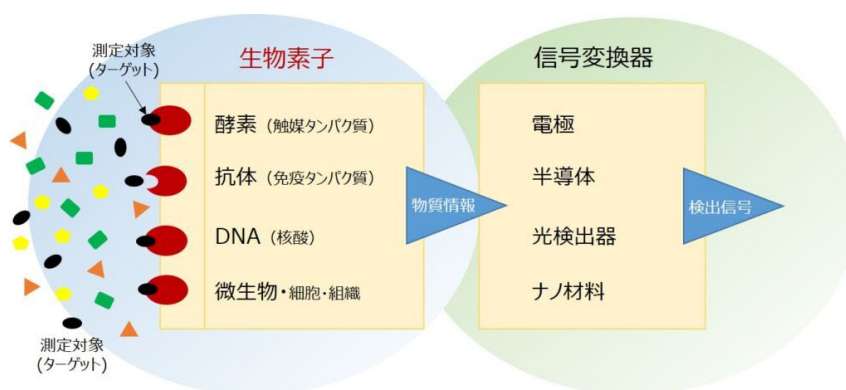 測定対象
(ターゲット)
生物素子
酵素 (触媒タンパク質)
抗体 (免疫タンパク質)
DNA (核酸)
微生物・細胞・組織
物質情報
信号変換器
電極
半導体
光検出器
ナノ材料
検出信号
測定対象
(ターゲット)